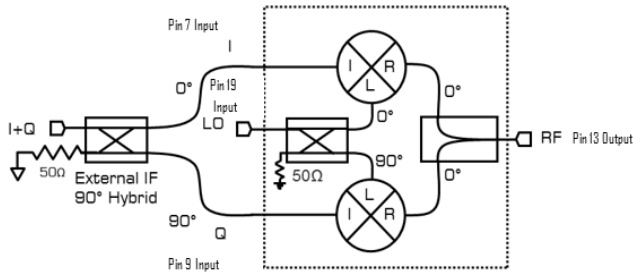 Pin 7 Input
I
I
R
L
0°
Pin 19
Input
0°
0°
I+Q
LO
RF
Pin 13 Output
50Ω
External IF
90° Hybrid
50Ω
90°
L
0°
I
R
90°
Q
Pin 9 Input